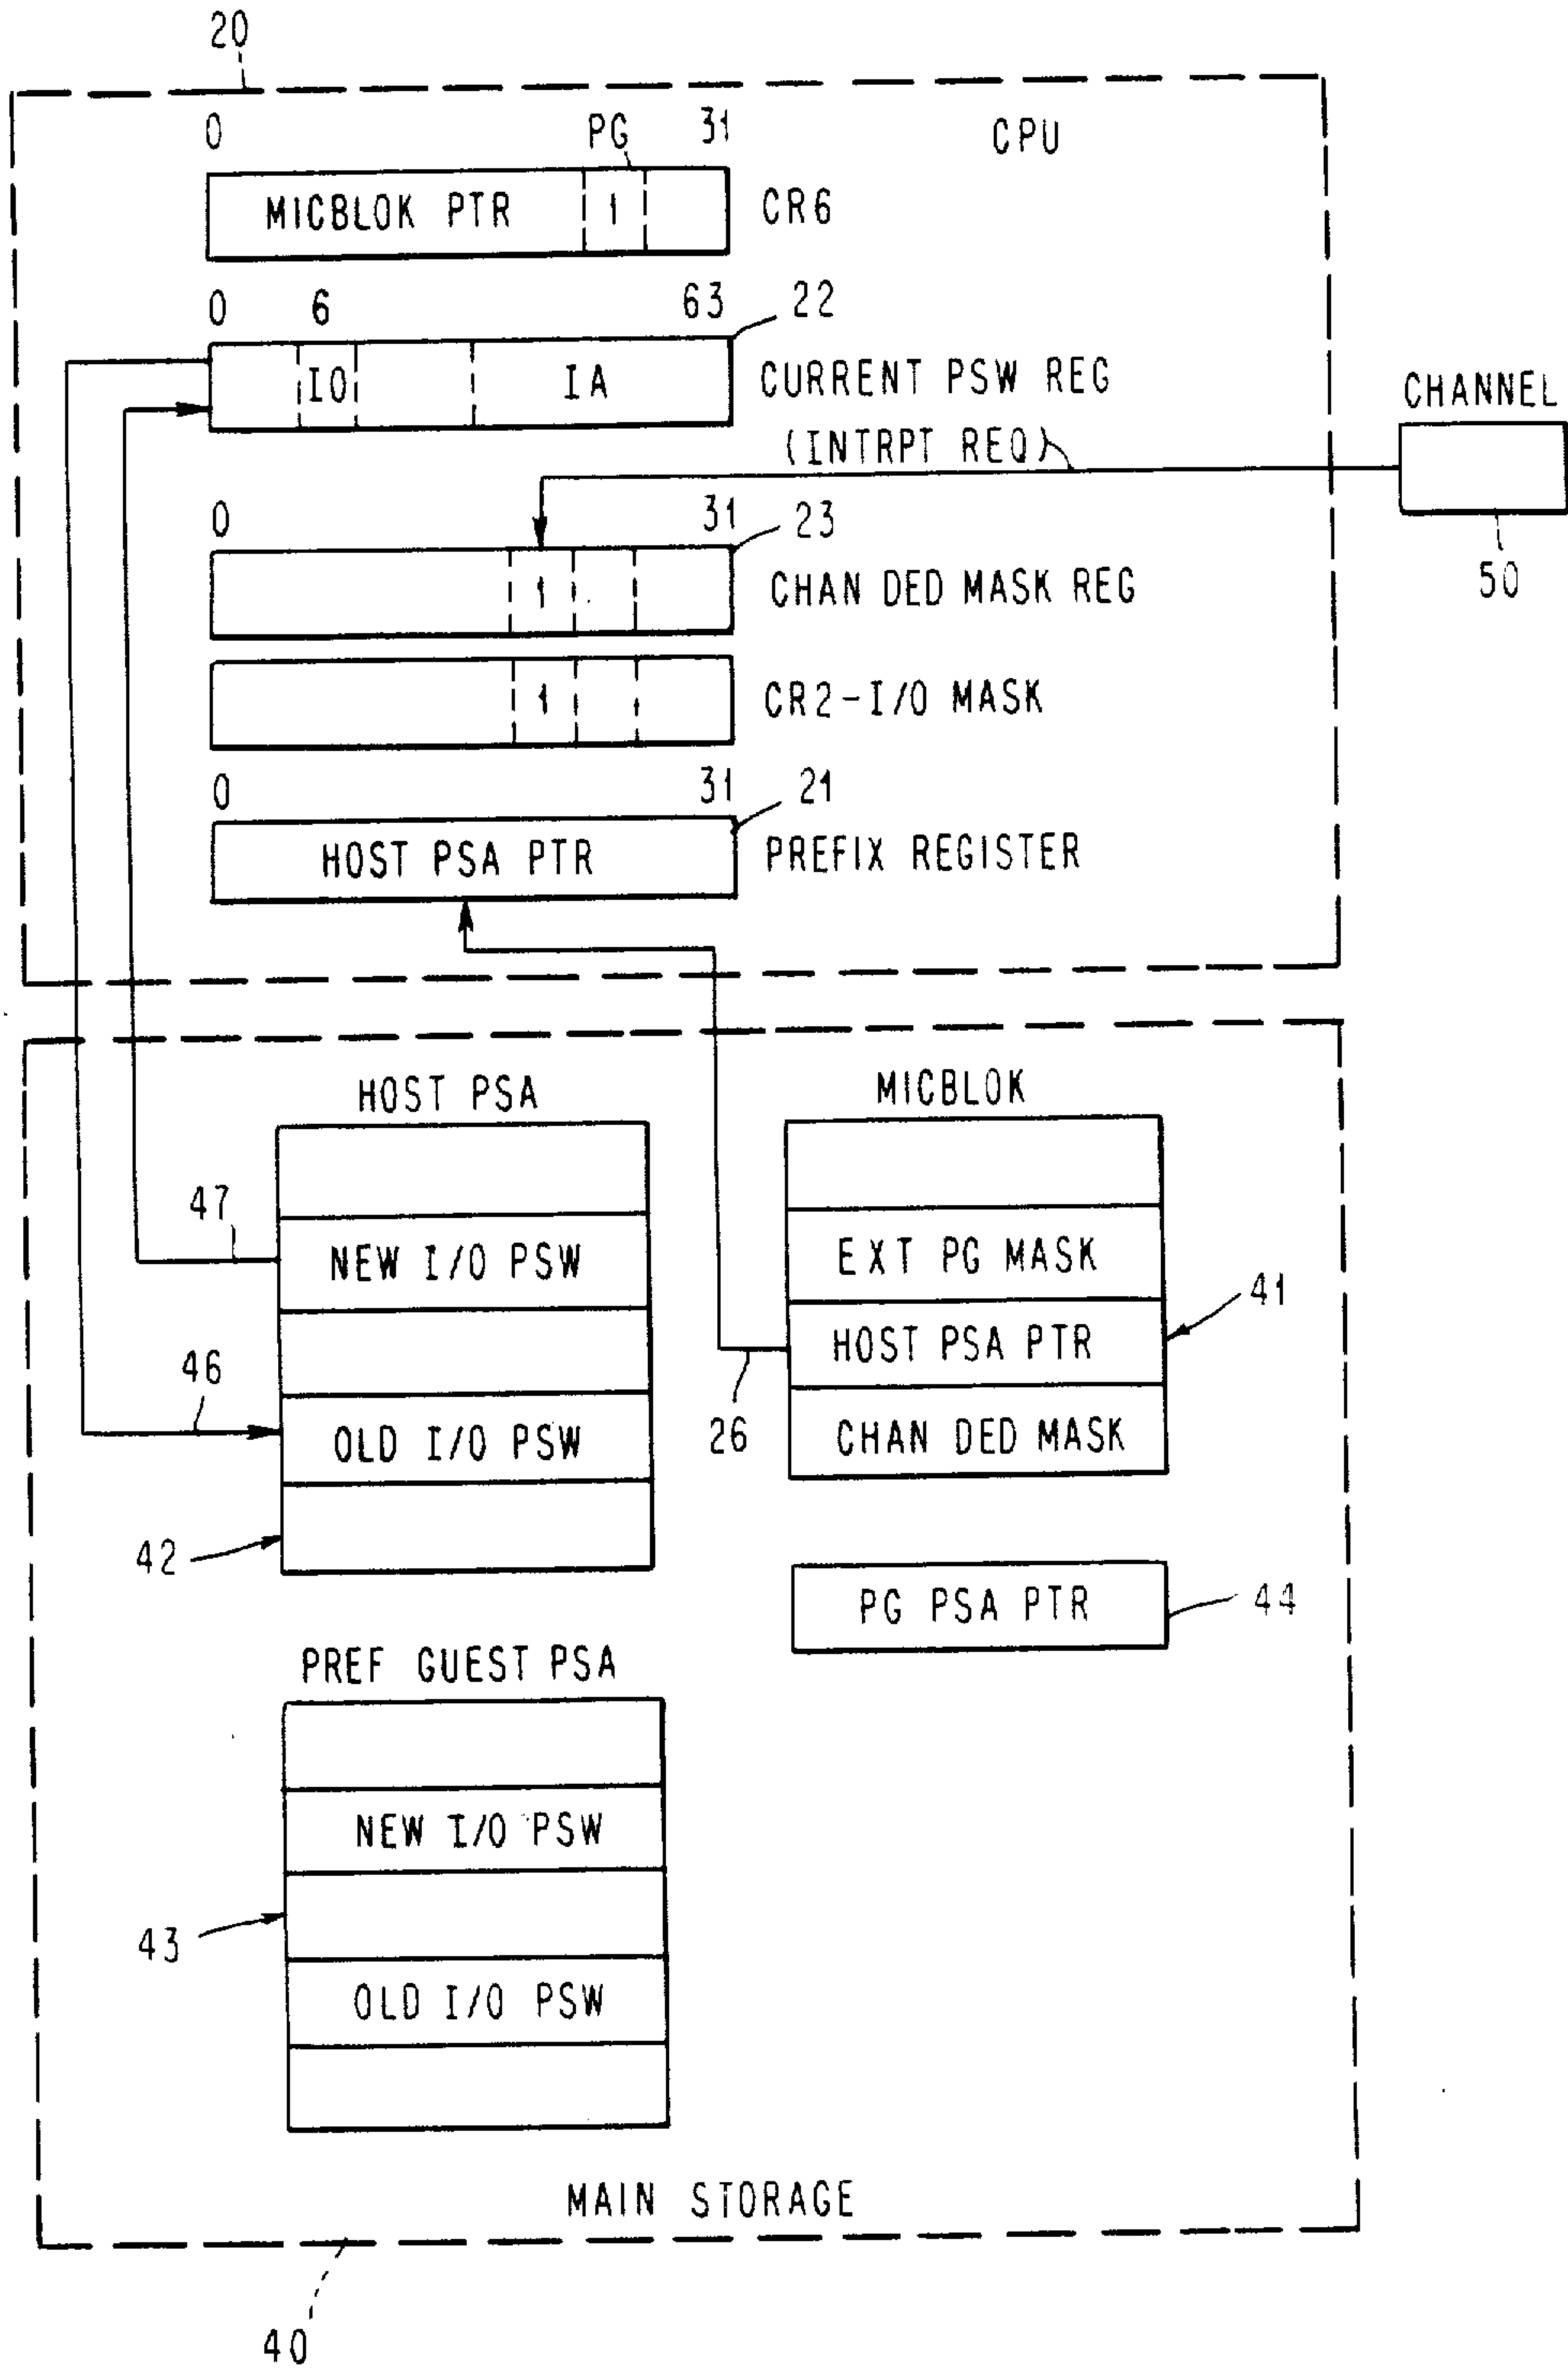 20
0 PG 31 CPU
MICBLOK PTR 1 CR6
0 6 63 22
IO IA CURRENT PSW REG
CHANNEL
(INTRPT REQ)
0 31 23
1 CHAN DED MASK REG
50
1 CR2-I/O MASK
0 31 21
HOST PSA PTR PREFIX REGISTER
HOST PSA MICBLOK
47
NEW I/O PSW EXT PG MASK
41
HOST PSA PTR
46
OLD I/O PSW 26 CHAN DED MASK
42
PG PSA PTR 44
PREF GUEST PSA
NEW I/O PSW
43
OLD I/O PSW
MAIN STORAGE
40